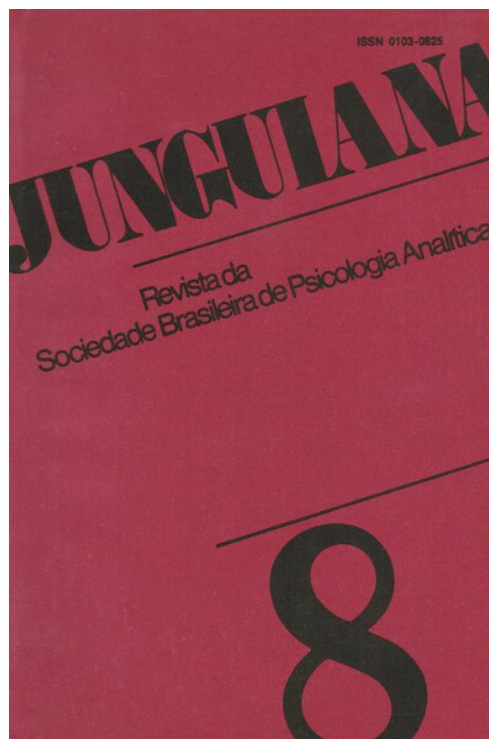 ISSN 0103-0825
JUNGUIANA
Revista da
Sociedade Brasileira de Psicologia Analítica
8